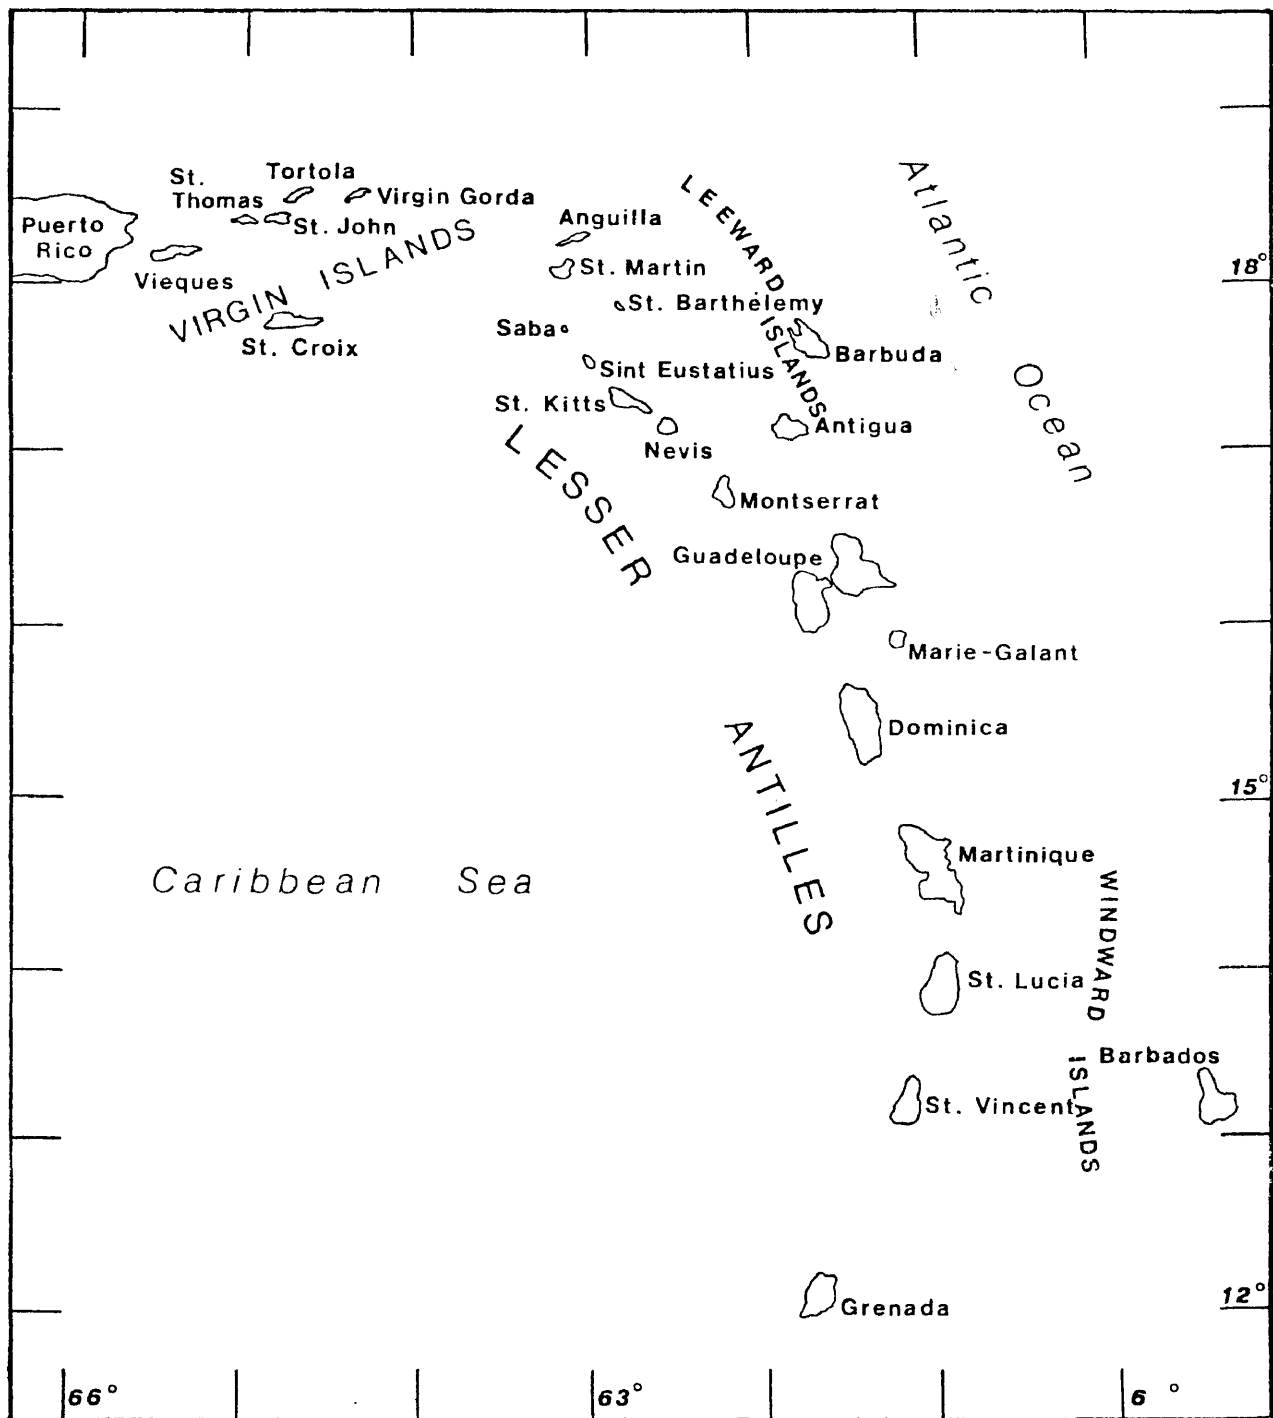 St.
Thomas
Tortola
Virgin Gorda
Puerto
Rico
St. John
Vieques
VIRGIN ISLANDS
St. Croix
Anguilla
St. Martin
St. Barthélemy
Saba
Sint Eustatius
St. Kitts
Nevis
LEEWARD
ISLANDS
Barbuda
Antigua
Montserrat
Guadeloupe
Marie-Galant
Dominica
Martinique
St. Lucia
St. Vincent
Barbados
Grenada
LESSER
ANTILLES
WINDWARD
ISLANDS
Atlantic
Ocean
Caribbean Sea
18°
15°
12°
66°
63°
6 °